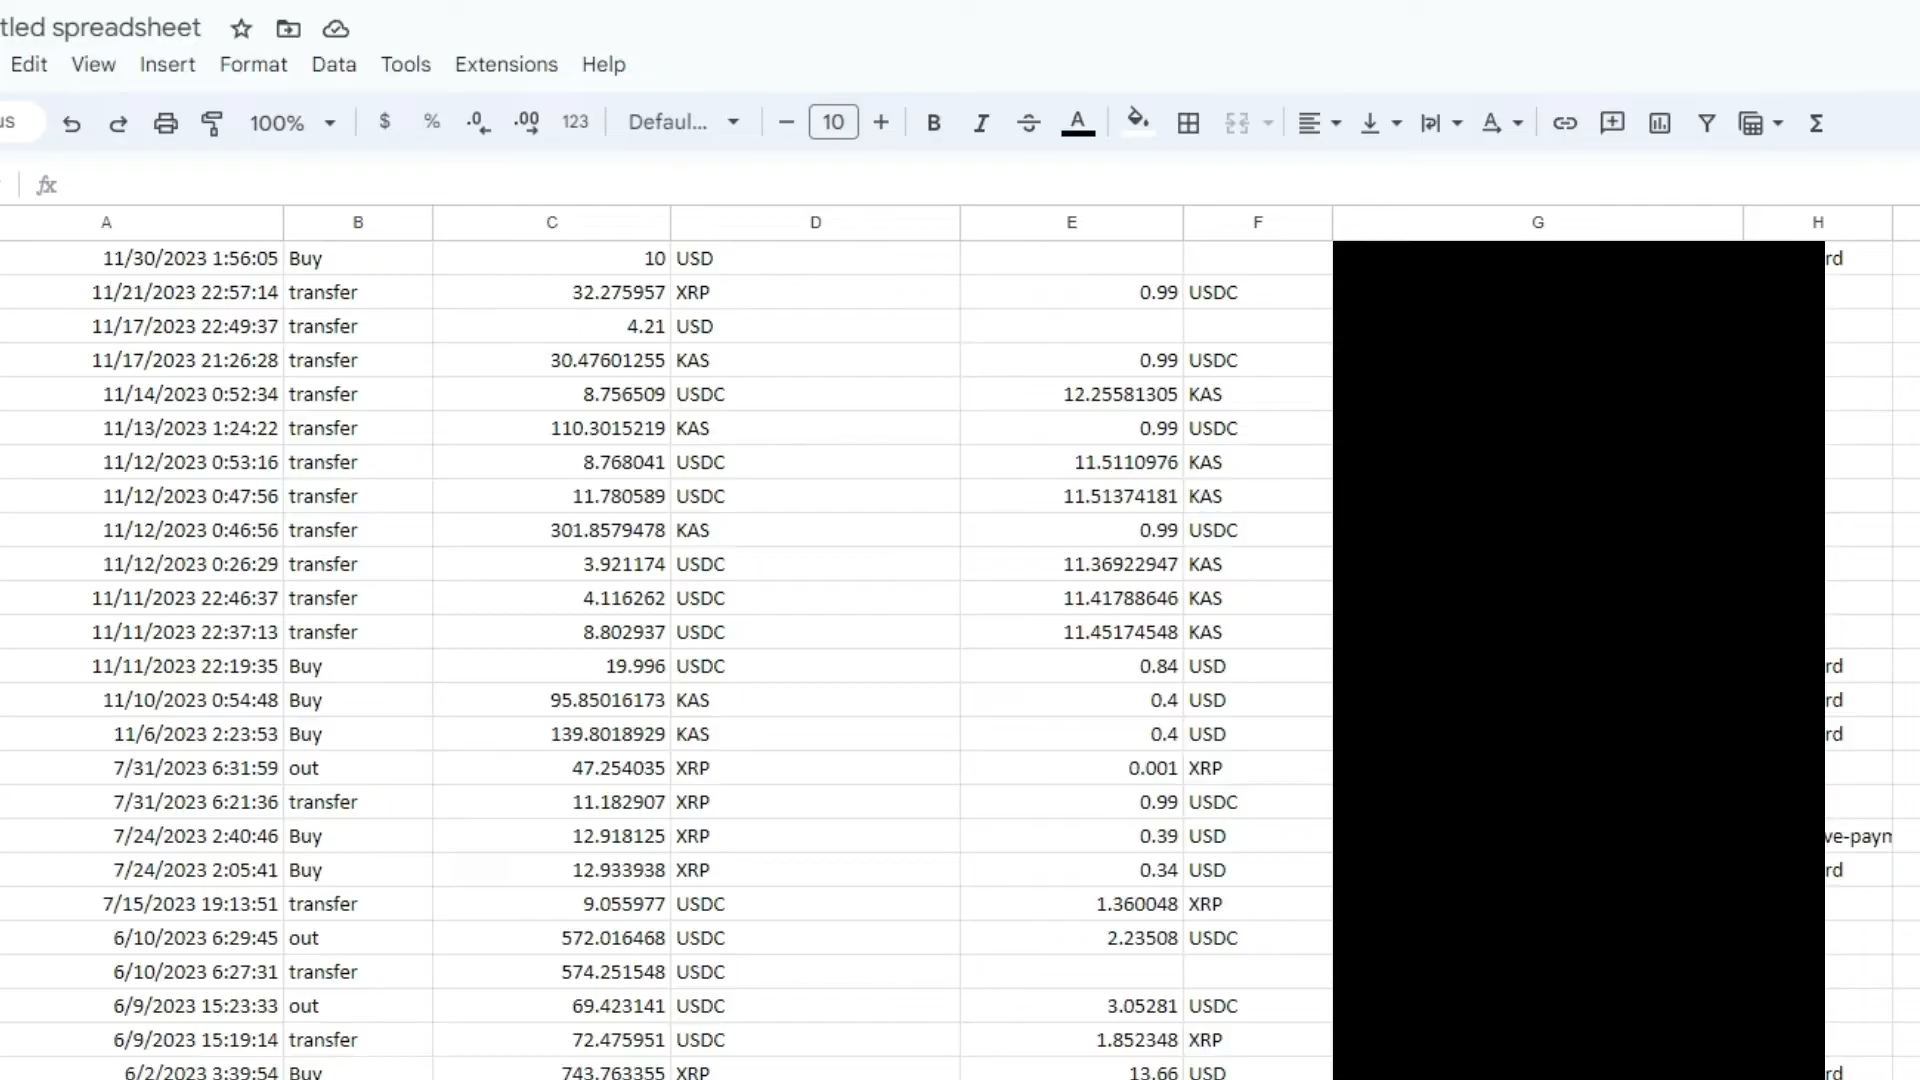 tled spreadsheet
Edit View Insert Format Data Tools Extensions Help
us 100% $ % .0 .00 123 Defaul... 10 B I A Σ
fx
A B C D E F G H
11/30/2023 1:56:05 Buy 10 USD rd
11/21/2023 22:57:14 transfer 32.275957 XRP 0.99 USDC
11/17/2023 22:49:37 transfer 4.21 USD
11/17/2023 21:26:28 transfer 30.47601255 KAS 0.99 USDC
11/14/2023 0:52:34 transfer 8.756509 USDC 12.25581305 KAS
11/13/2023 1:24:22 transfer 110.3015219 KAS 0.99 USDC
11/12/2023 0:53:16 transfer 8.768041 USDC 11.5110976 KAS
11/12/2023 0:47:56 transfer 11.780589 USDC 11.51374181 KAS
11/12/2023 0:46:56 transfer 301.8579478 KAS 0.99 USDC
11/12/2023 0:26:29 transfer 3.921174 USDC 11.36922947 KAS
11/11/2023 22:46:37 transfer 4.116262 USDC 11.41788646 KAS
11/11/2023 22:37:13 transfer 8.802937 USDC 11.45174548 KAS
11/11/2023 22:19:35 Buy 19.996 USDC 0.84 USD rd
11/10/2023 0:54:48 Buy 95.85016173 KAS 0.4 USD rd
11/6/2023 2:23:53 Buy 139.8018929 KAS 0.4 USD rd
7/31/2023 6:31:59 out 47.254035 XRP 0.001 XRP
7/31/2023 6:21:36 transfer 11.182907 XRP 0.99 USDC
7/24/2023 2:40:46 Buy 12.918125 XRP 0.39 USD ve-paym
7/24/2023 2:05:41 Buy 12.933938 XRP 0.34 USD rd
7/15/2023 19:13:51 transfer 9.055977 USDC 1.360048 XRP
6/10/2023 6:29:45 out 572.016468 USDC 2.23508 USDC
6/10/2023 6:27:31 transfer 574.251548 USDC
6/9/2023 15:23:33 out 69.423141 USDC 3.05281 USDC
6/9/2023 15:19:14 transfer 72.475951 USDC 1.852348 XRP
6/2/2023 3:39:54 Buy 743.763355 XRP 13.66 USD rd